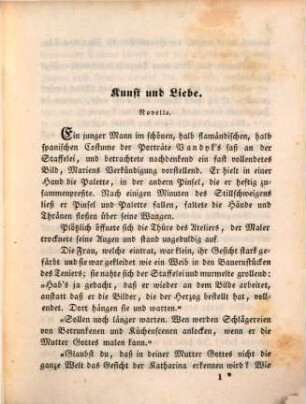 Kunst und Liebe.
Novelle.
Ein junger Mann im schönen, halb flamändischen, halb
spanischen Costume der Porträte Vandyk's saß an der
Staffelei, und betrachtete nachdenkend ein fast vollendetes
Bild, Mariens Verkündigung vorstellend. Er hielt in einer
Hand die Palette, in der andern Pinsel, die er heftig zu-
sammenpreßte. Nach einigen Minuten des Stillschweigens
ließ er Pinsel und Palette fallen, faltete die Hände und
Thränen floßen über seine Wangen.
Plötzlich öffnete sich die Thüre des Ateliers, der Maler
trocknete seine Augen und stand ungeduldig auf.
Die Frau, welche eintrat, war klein, ihr Gesicht stark ge-
färbt und sie war gekleidet wie ein Weib in den Bauernstücken
des Teniers; sie nahte sich der Staffelei und murmelte grollend:
„Hab's ja gedacht, daß er wieder an dem Bilde arbeitet,
anstatt daß er die Bilder, die der Herzog bestellt hat, voll-
endet. Dort hängen sie und warten.“
„Sollen noch länger warten. Wen werden Schlägereien
von Betrunkenen und Küchenscenen anlocken, wenn er die
Mutter Gottes malen kann.“
„Glaubst du, daß in deiner Mutter Gottes nicht die
ganze Welt das Gesicht der Katharina erkennen wird? Wie
1 *